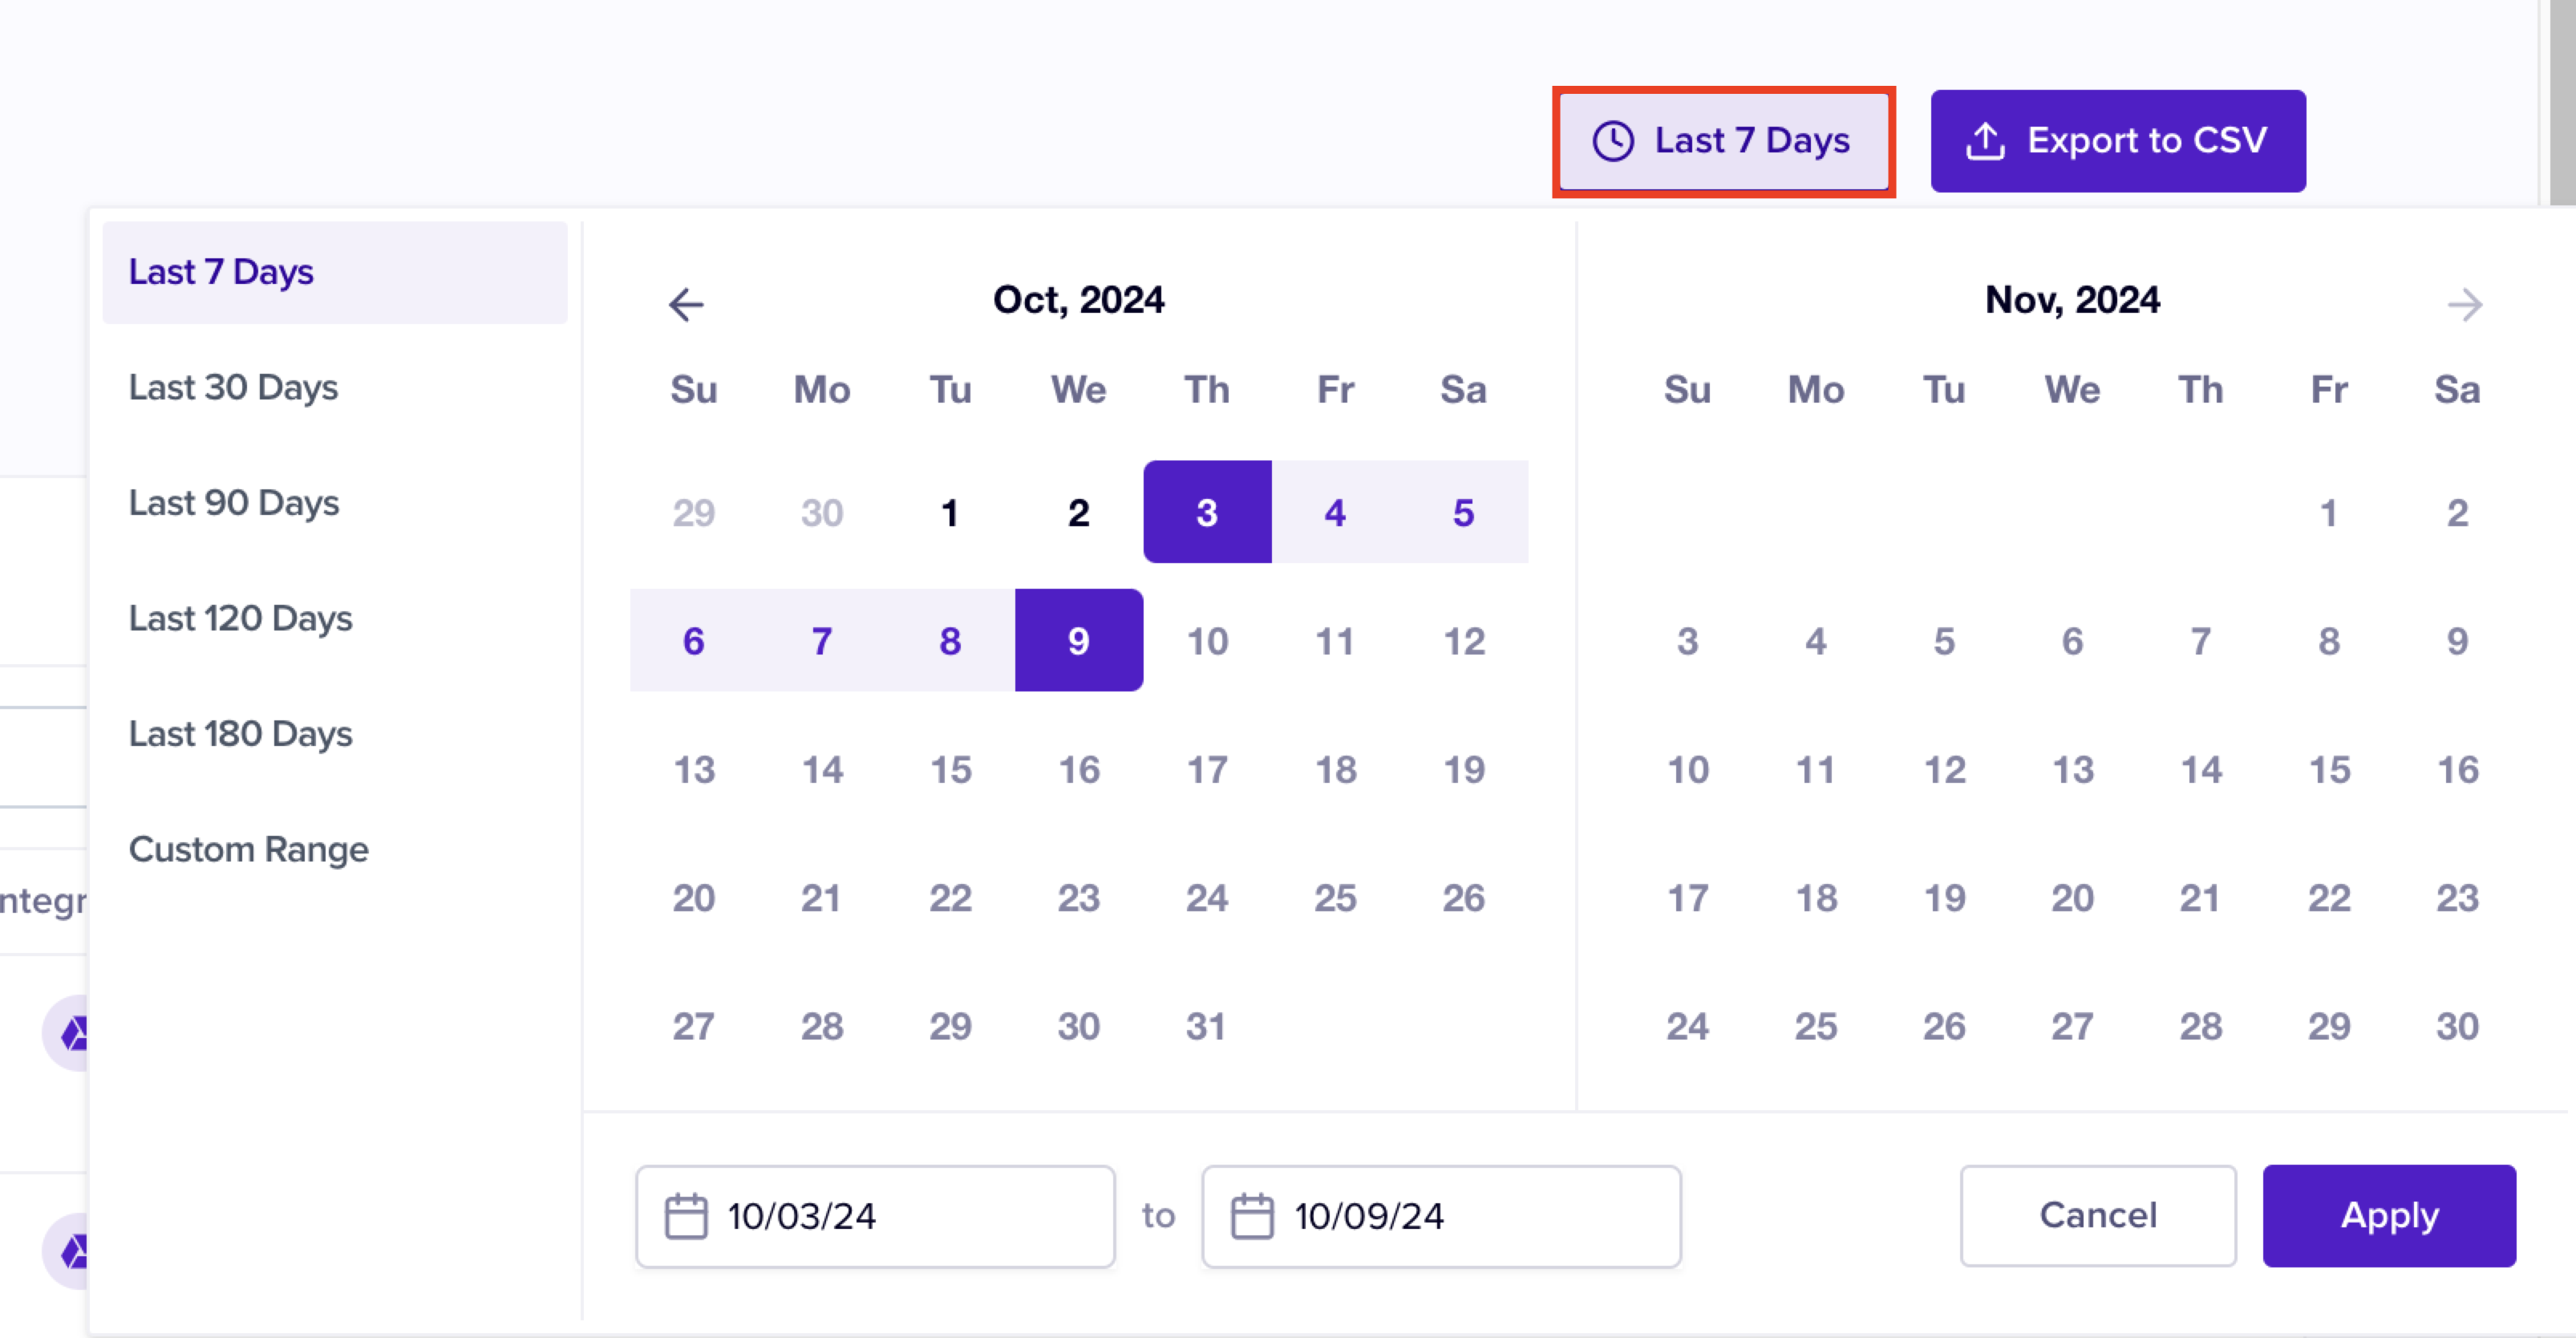 Last 7 Days
Export to CSV
Last 7 Days
Last 30 Days
Last 90 Days
Last 120 Days
Last 180 Days
Custom Range
ntegr
Oct, 2024
Su Mo Tu We Th Fr Sa
29 30 1 2 3 4 5
6 7 8 9 10 11 12
13 14 15 16 17 18 19
20 21 22 23 24 25 26
27 28 29 30 31
Nov, 2024
Su Mo Tu We Th Fr Sa
1 2
3 4 5 6 7 8 9
10 11 12 13 14 15 16
17 18 19 20 21 22 23
24 25 26 27 28 29 30
10/03/24 to 10/09/24
Cancel
Apply